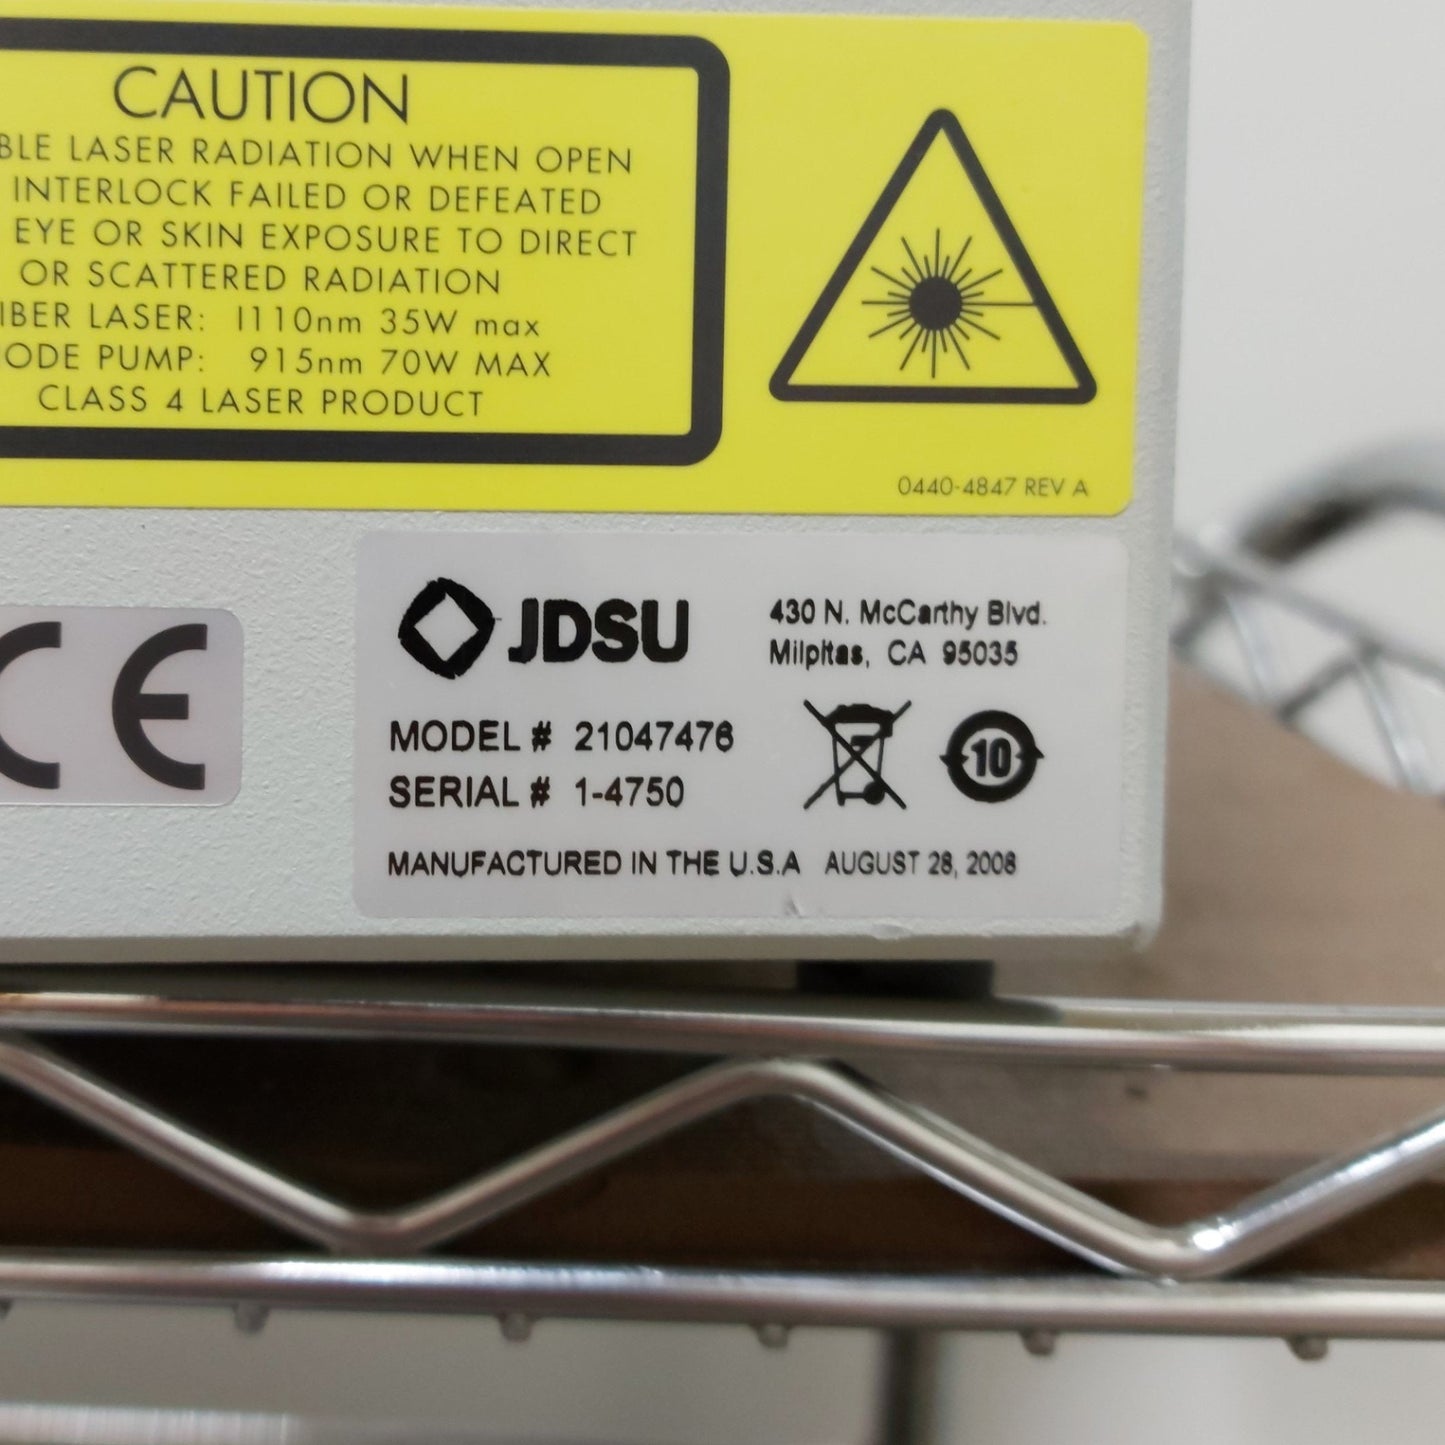 CAUTION
BLE LASER RADIATION WHEN OPEN
INTERLOCK FAILED OR DEFEATED
EYE OR SKIN EXPOSURE TO DIRECT
OR SCATTERED RADIATION
IBER LASER: 1110nm 35W max
ODE PUMP: 915nm 70W MAX
CLASS 4 LASER PRODUCT
0440-4847 REV A
CE
JDSU
430 N. McCarthy Blvd.
Milpitas, CA 95035
MODEL # 21047476
SERIAL # 1-4750
10
MANUFACTURED IN THE U.S.A AUGUST 28, 2008